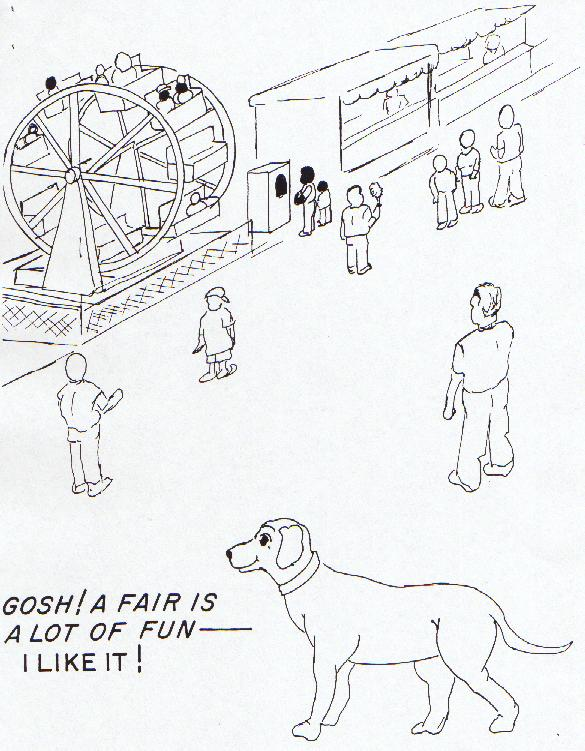 GOSH! A FAIR IS
A LOT OF FUN—
I LIKE IT!